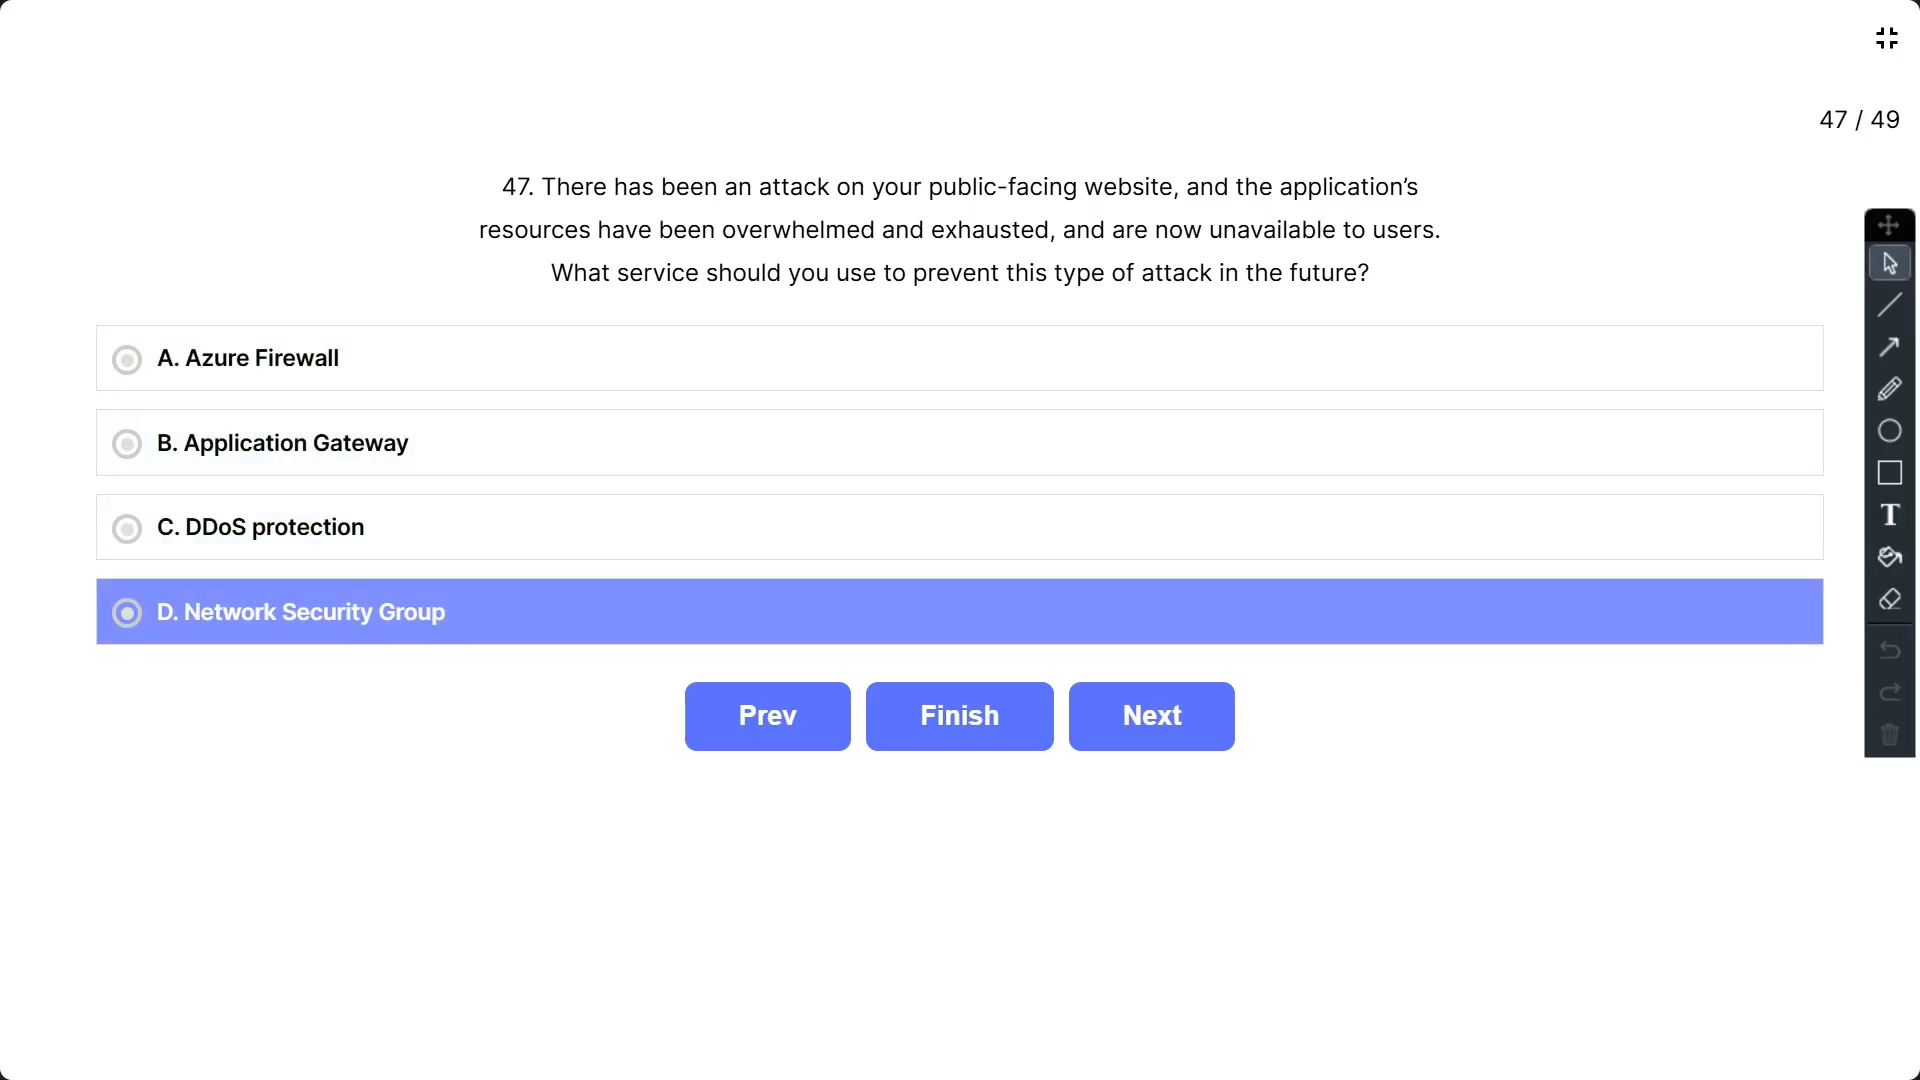 47 / 49
47. There has been an attack on your public-facing website, and the application’s
resources have been overwhelmed and exhausted, and are now unavailable to users.
What service should you use to prevent this type of attack in the future?
A. Azure Firewall
B. Application Gateway
C. DDoS protection
D. Network Security Group
Prev Finish Next
T